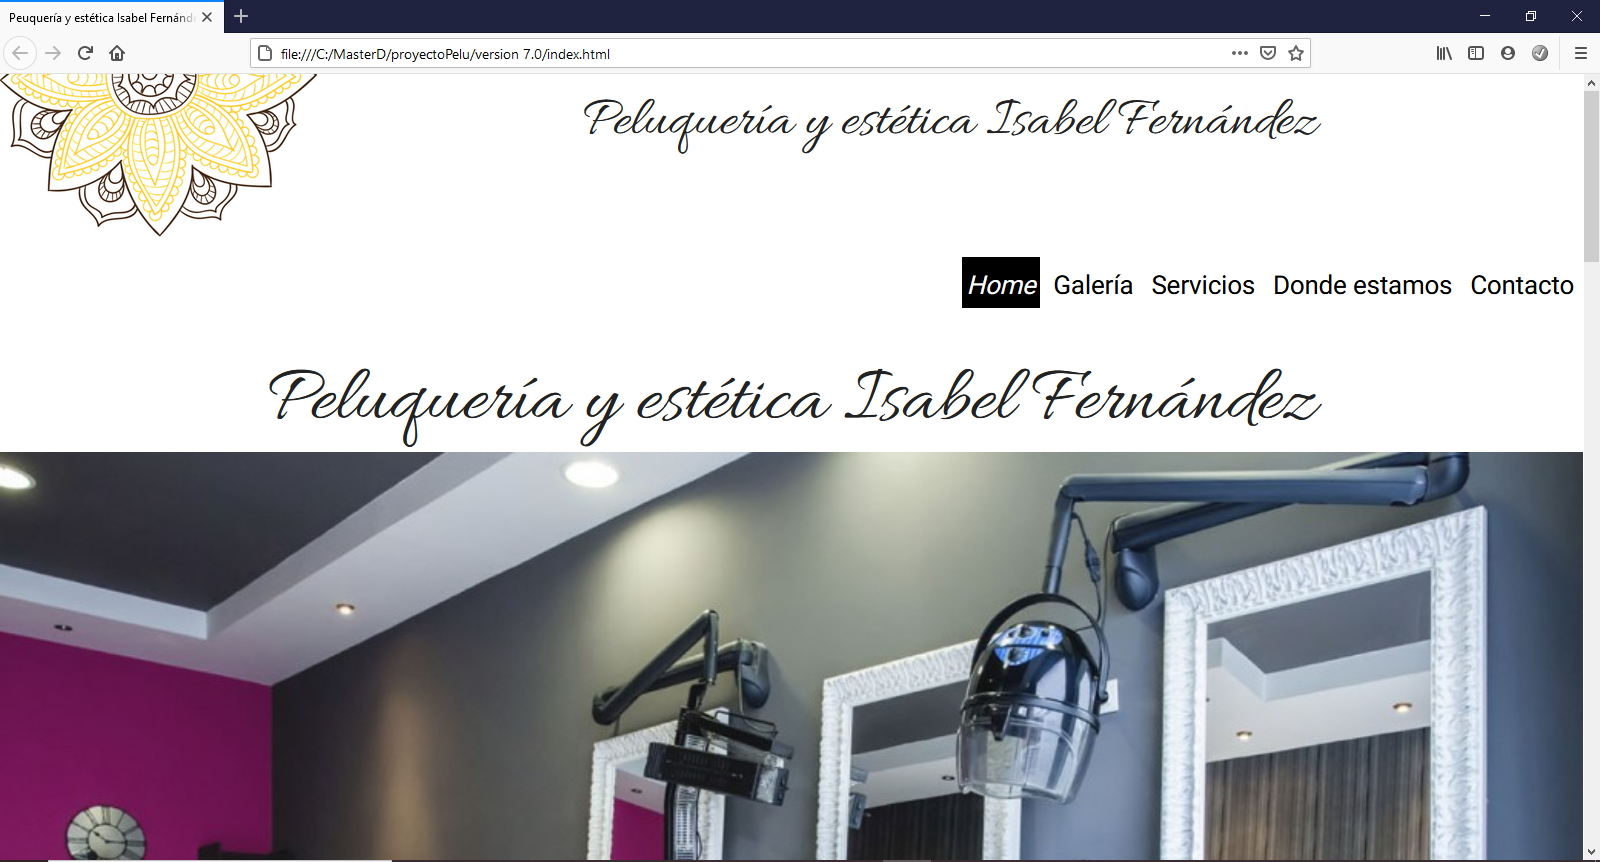 Peuquería y estética Isabel Fernánd
file:///C:/MasterD/proyectoPelu/version 7.0/index.html
Peluquería y estética Isabel Fernández
Home Galería Servicios Donde estamos Contacto
Peluquería y estética Isabel Fernández